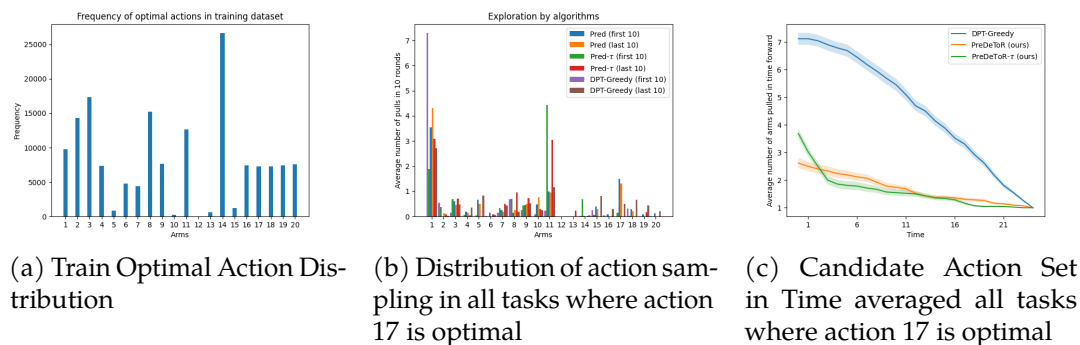 Frequency of optimal actions in training dataset
Frequency
25000
20000
15000
10000
5000
0
1 2 3 4 5 6 7 8 9 10 11 12 13 14 15 16 17 18 19 20
Arms
(a) Train Optimal Action Dis-
tribution
Exploration by algorithms
Average number of pulls in 10 rounds
7
6
5
4
3
2
1
0
Pred (first 10)
Pred (last 10)
Pred-τ (first 10)
Pred-τ (last 10)
DPT-Greedy (first 10)
DPT-Greedy (last 10)
1 2 3 4 5 6 7 8 9 10 11 12 13 14 15 16 17 18 19 20
Arms
(b) Distribution of action sam-
pling in all tasks where action
17 is optimal
Average number of arms pulled in time forward
7
6
5
4
3
2
1
DPT-Greedy
PreDeToR (ours)
PreDeToR-τ (ours)
1 6 11 16 21
Time
(c) Candidate Action Set
in Time averaged all tasks
where action 17 is optimal